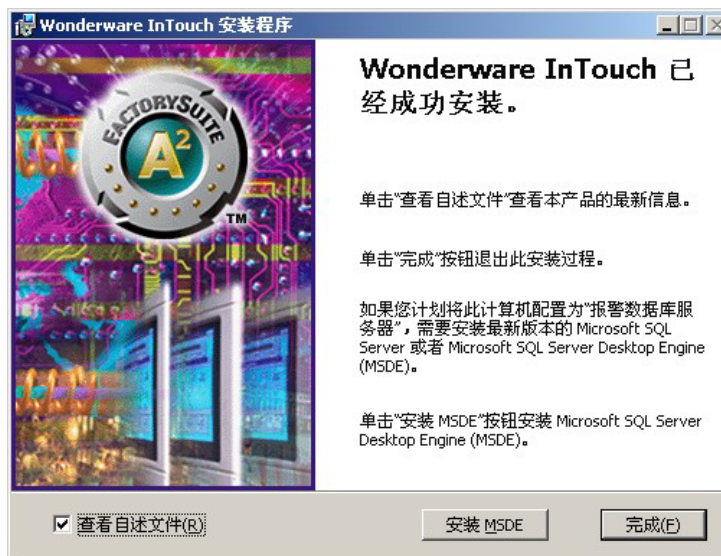 Wonderware InTouch 安装程序
FACTORYSUITE
A²
TM
Wonderware InTouch 已
经成功安装。
单击“查看自述文件”查看本产品的最新信息。
单击“完成”按钮退出此安装过程。
如果您计划将此计算机配置为“报警数据库服
务器”，需要安装最新版本的 Microsoft SQL
Server 或者 Microsoft SQL Server Desktop Engine
(MSDE)。
单击“安装 MSDE”按钮安装 Microsoft SQL Server
Desktop Engine (MSDE)。
查看自述文件(R)
安装 MSDE
完成(F)